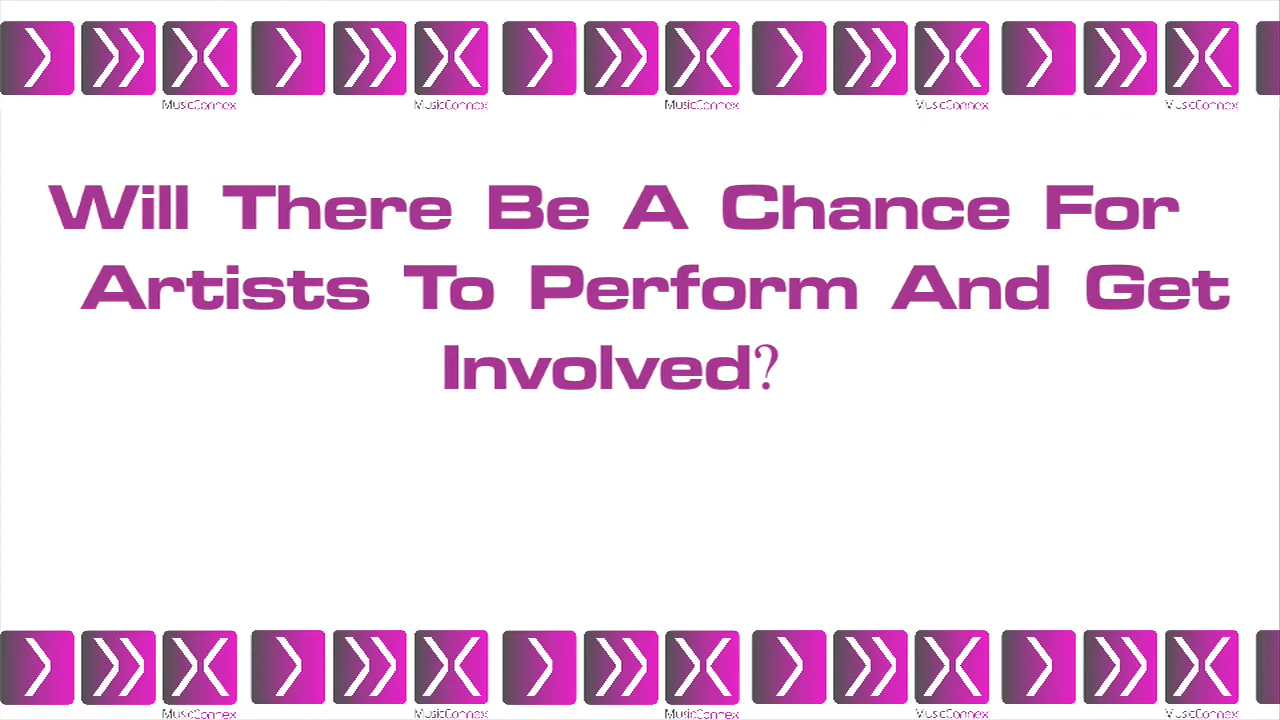 MusicConnex MusicConnex MusicConnex MusicConnex MusicConnex
Will There Be A Chance For
Artists To Perform And Get
Involved?
MusicConnex MusicConnex MusicConnex MusicConnex MusicConnex